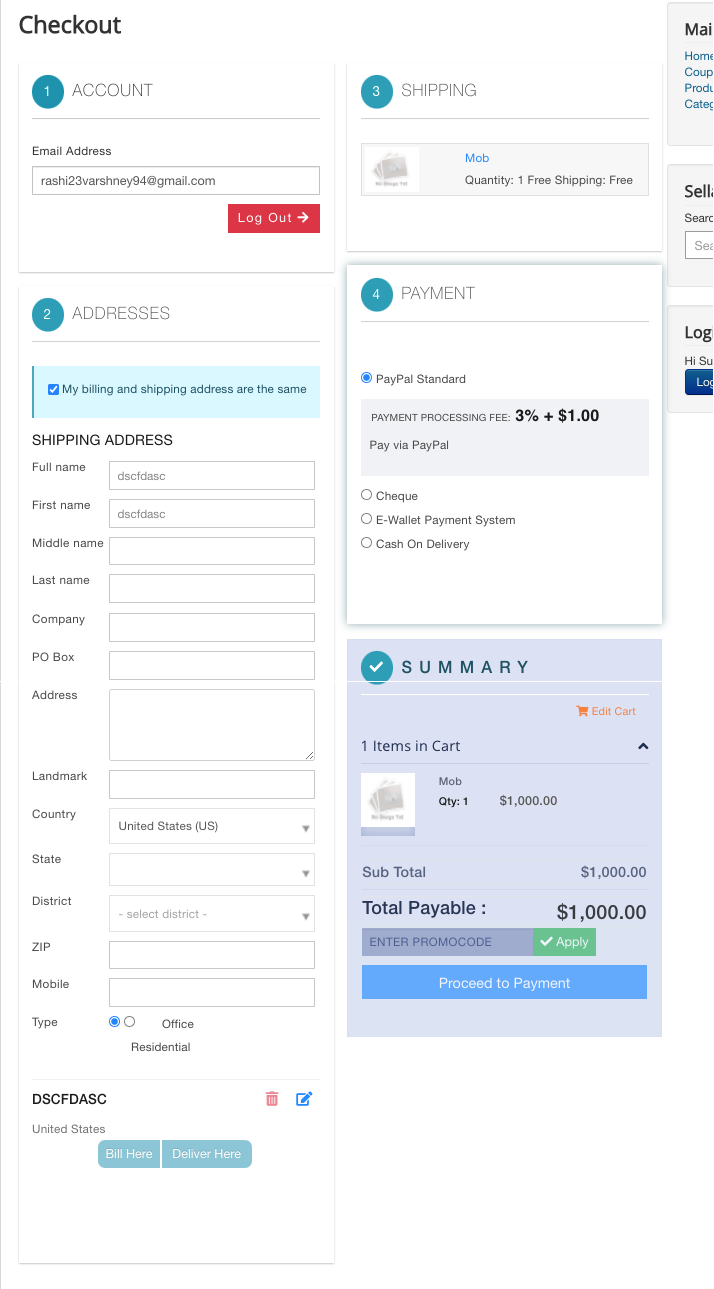 Checkout
1 ACCOUNT
Email Address
rashi23varshney94@gmail.com
Log Out
2 ADDRESSES
My billing and shipping address are the same
SHIPPING ADDRESS
Full name dscfdasc
First name dscfdasc
Middle name
Last name
Company
PO Box
Address
Landmark
Country United States (US)
State
District - select district -
ZIP
Mobile
Type Office
Residential
DSCFDASC
United States
Bill Here Deliver Here
3 SHIPPING
Mob
Quantity: 1 Free Shipping: Free
4 PAYMENT
PayPal Standard
PAYMENT PROCESSING FEE: 3% + $1.00
Pay via PayPal
Cheque
E-Wallet Payment System
Cash On Delivery
SUMMARY
Edit Cart
1 Items in Cart
Mob
Qty: 1 $1,000.00
Sub Total $1,000.00
Total Payable : $1,000.00
ENTER PROMOCODE Apply
Proceed to Payment
Mai
Home
Coup
Produ
Categ
Sella
Searc
Sea
Logi
Hi Su
Log